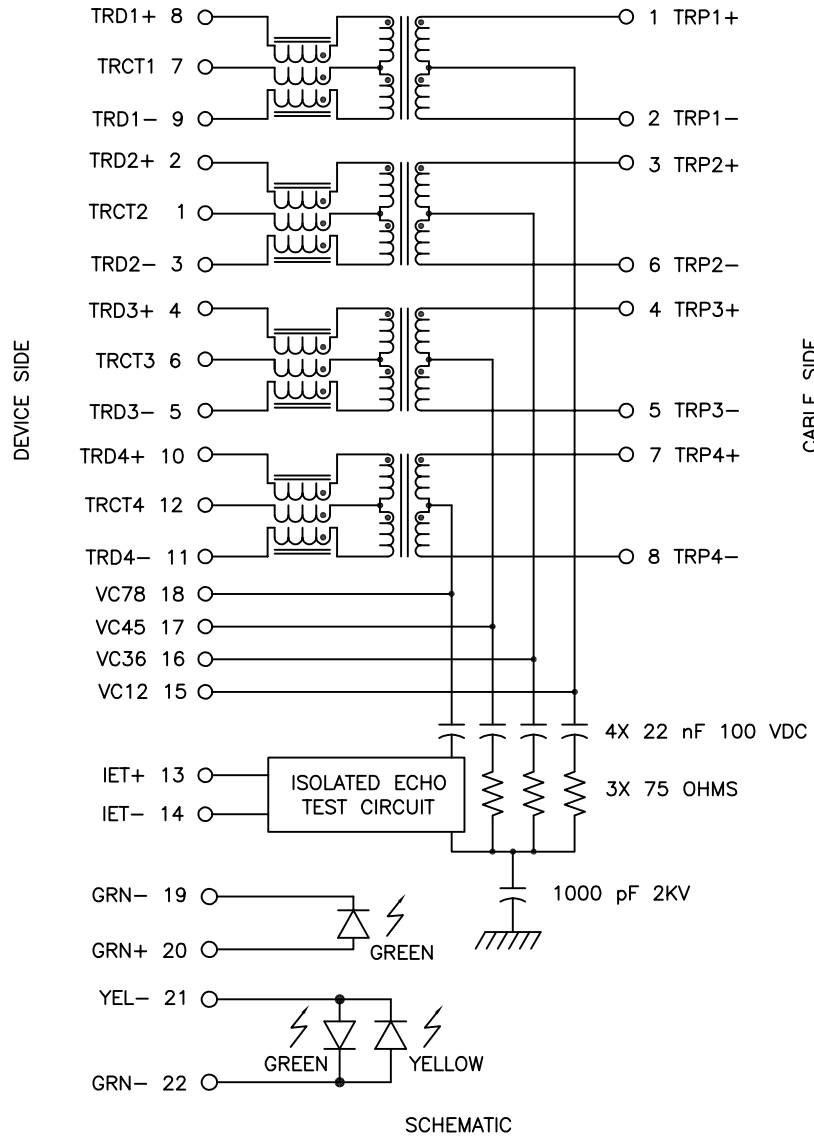 TRD1+ 8
1 TRP1+
TRCT1 7
TRD1- 9
2 TRP1-
TRD2+ 2
3 TRP2+
TRCT2 1
TRD2- 3
6 TRP2-
TRD3+ 4
4 TRP3+
TRCT3 6
TRD3- 5
5 TRP3-
TRD4+ 10
7 TRP4+
TRCT4 12
TRD4- 11
8 TRP4-
DEVICE SIDE
CABLE SIDE
VC78 18
VC45 17
VC36 16
VC12 15
4X 22 nF 100 VDC
IET+ 13
IET- 14
ISOLATED ECHO
TEST CIRCUIT
3X 75 OHMS
1000 pF 2KV
GRN- 19
GRN+ 20
GREEN
YEL- 21
GREEN
YELLOW
GRN- 22
SCHEMATIC